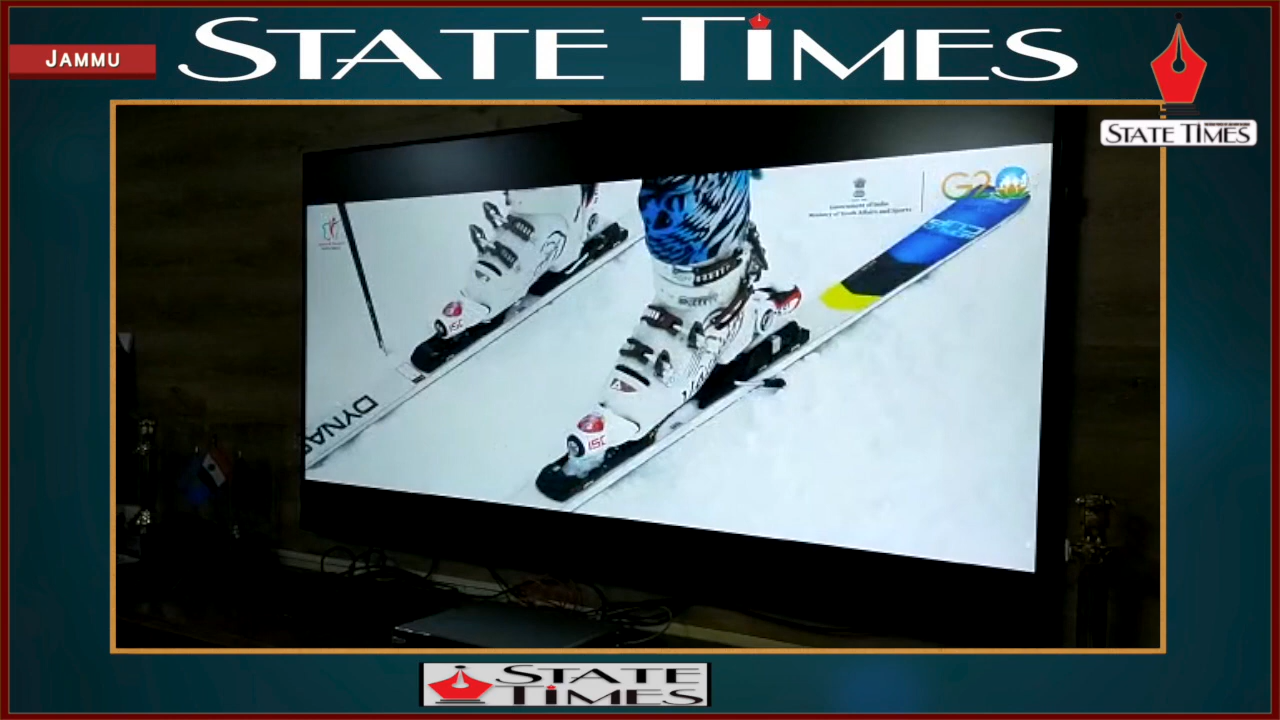 STATE TIMES
JAMMU
STATE TIMES
Government of India
Ministry of Youth Affairs and Sports
G20
DYNA
ISC
ISC
STATE
TIMES